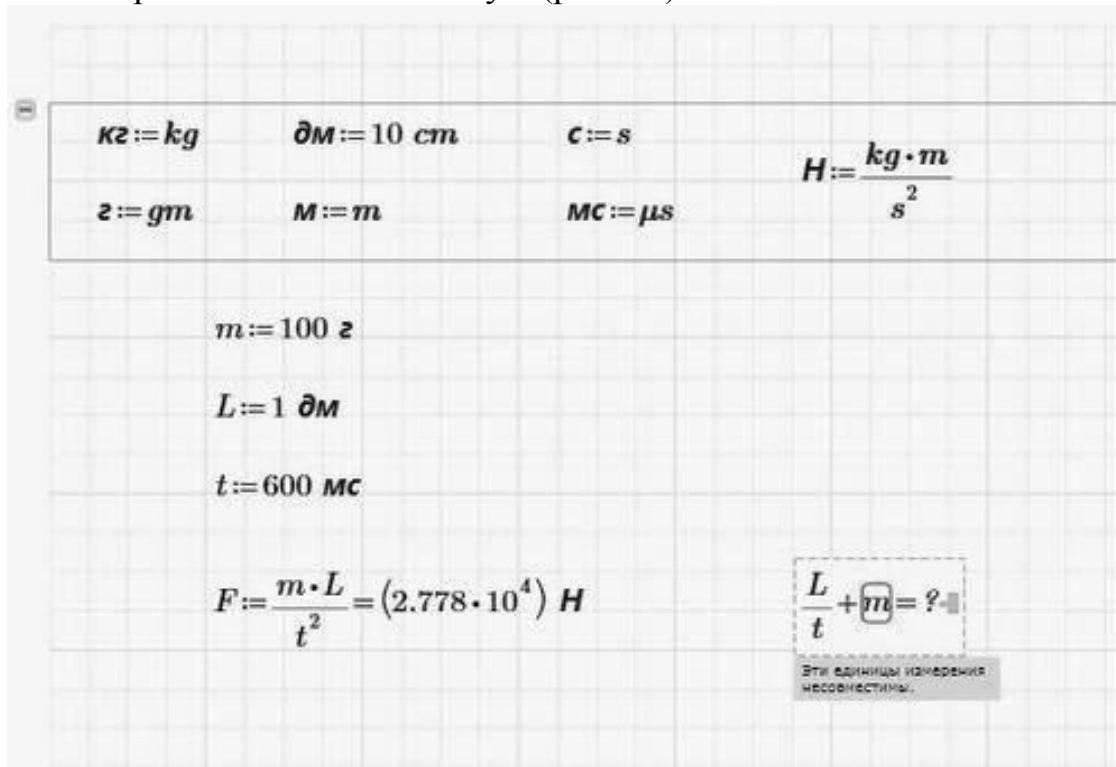 кг := kg дм := 10 cm с := s Н := kg · m / s²
г := gm м := m мс := μs
m := 100 г
L := 1 дм
t := 600 мс
F := m · L / t² = (2.778 · 10⁴) Н L / t + m = ?
Эти единицы измерения
несовместимы.